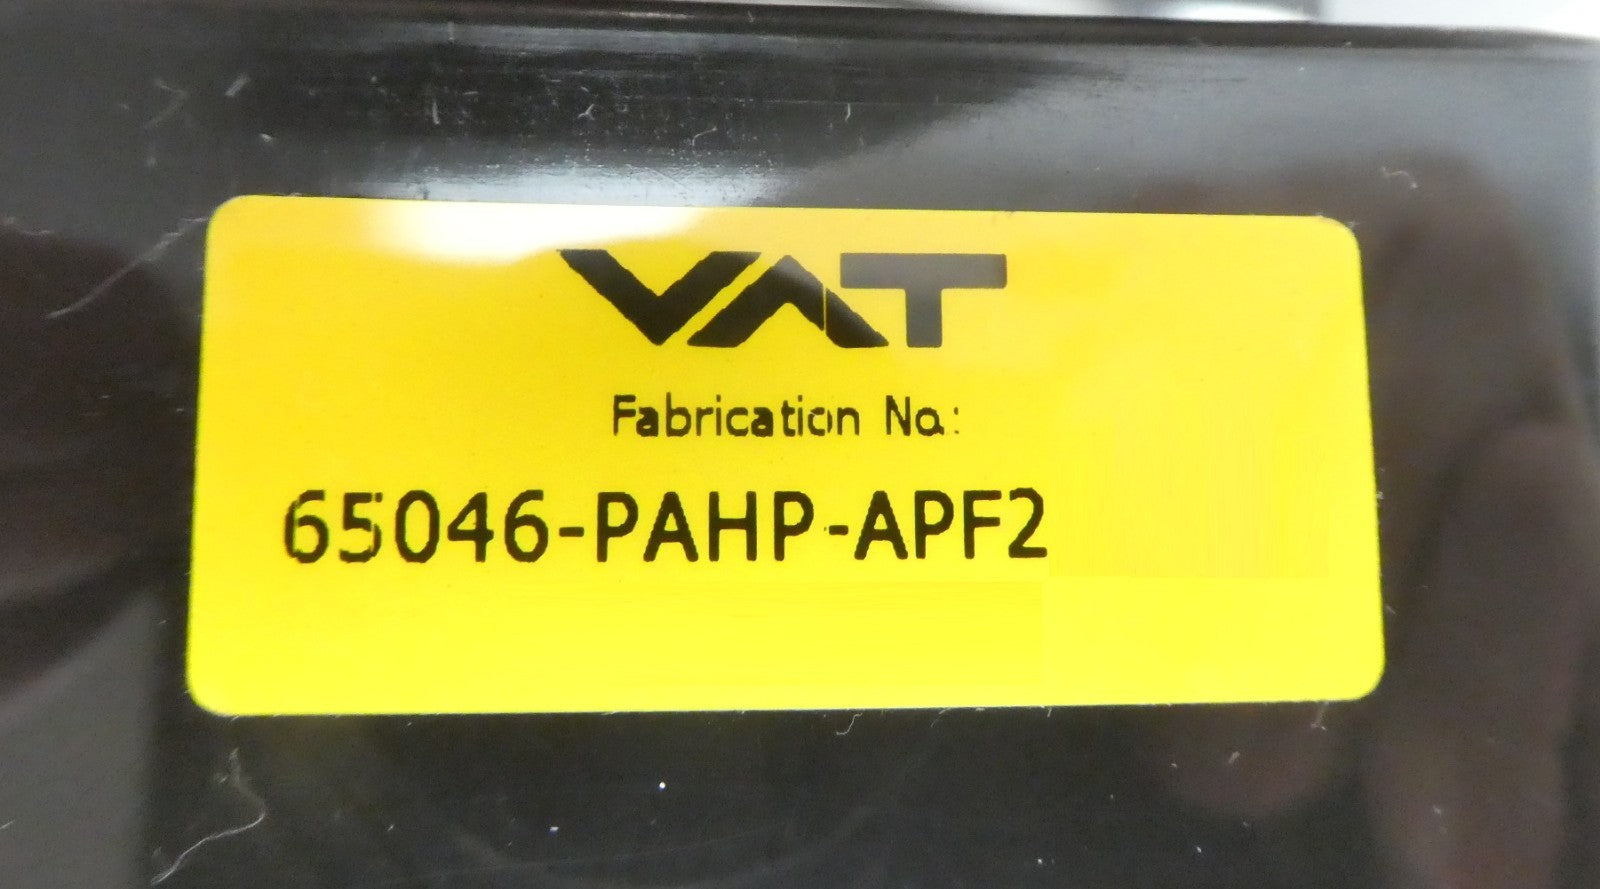 VAT
Fabrication No.:
65046-PAHP-APF2